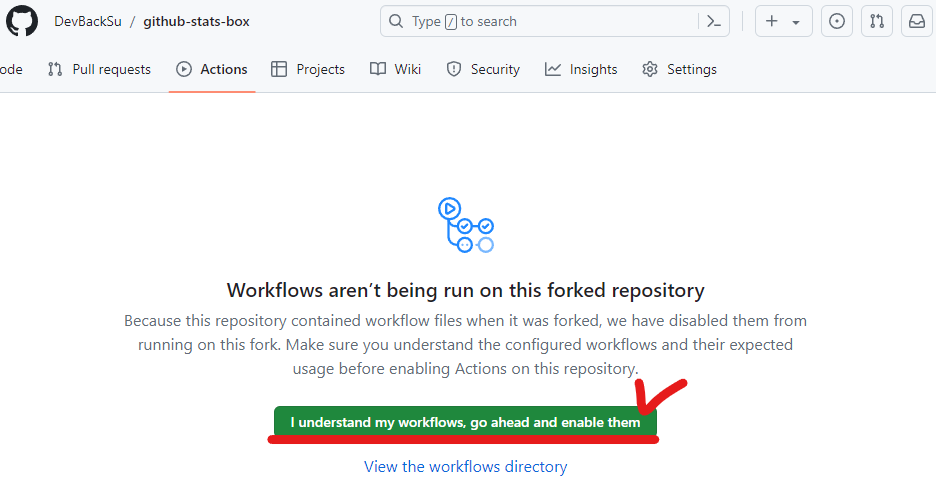 DevBackSu / github-stats-box
Type / to search
ode Pull requests Actions Projects Wiki Security Insights Settings
Workflows aren’t being run on this forked repository
Because this repository contained workflow files when it was forked, we have disabled them from
running on this fork. Make sure you understand the configured workflows and their expected
usage before enabling Actions on this repository.
I understand my workflows, go ahead and enable them
View the workflows directory